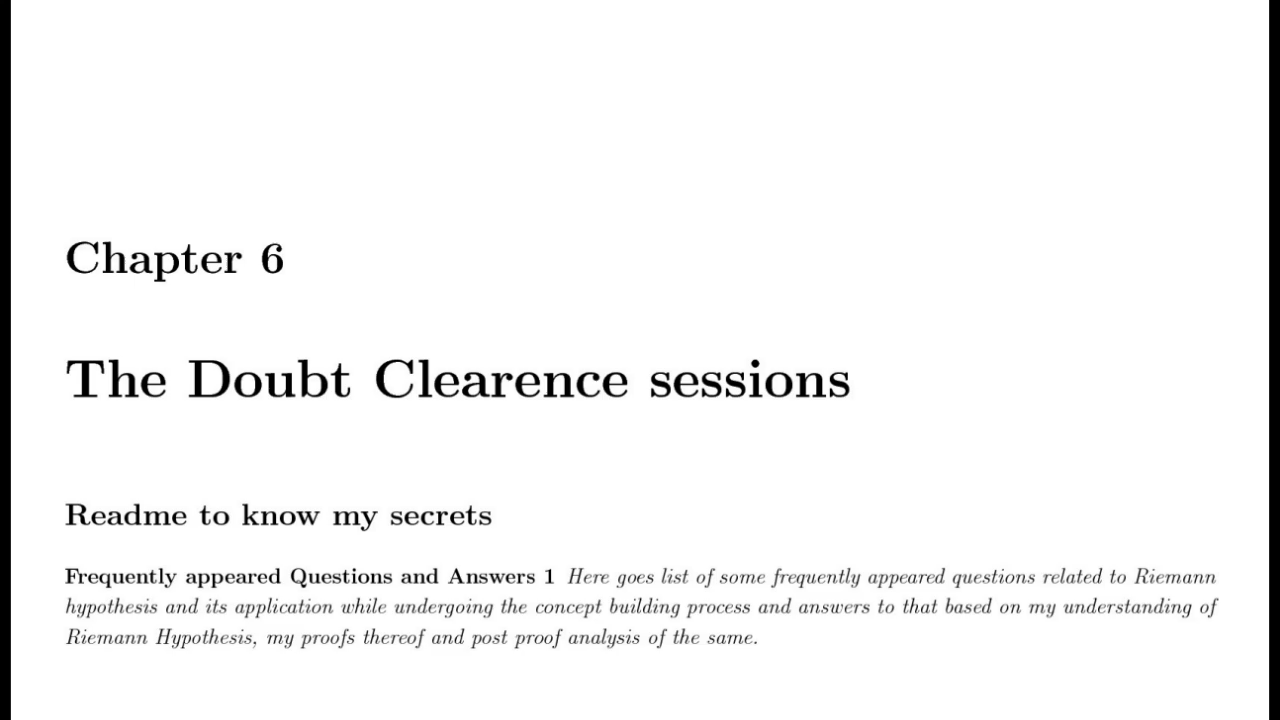 Chapter 6
The Doubt Clearence sessions
Readme to know my secrets
Frequently appeared Questions and Answers 1 Here goes list of some frequently appeared questions related to Riemann
hypothesis and its application while undergoing the concept building process and answers to that based on my understanding of
Riemann Hypothesis, my proofs thereof and post proof analysis of the same.